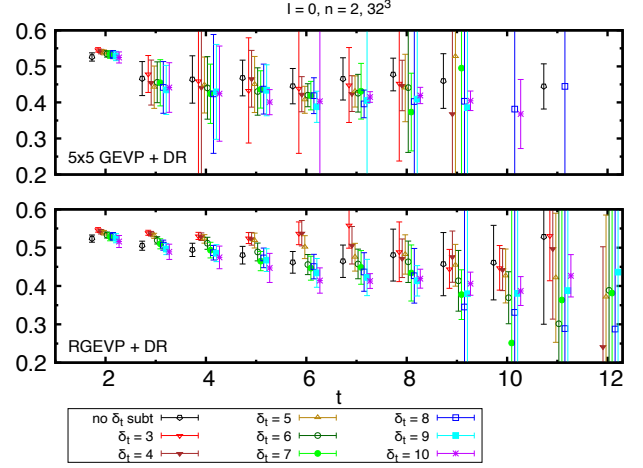 I = 0, n = 2, 32³
0.6
0.5
0.4
0.3
0.2
5x5 GEVP + DR
0.6
0.5
0.4
0.3
0.2
RGEVP + DR
2 4 6 8 10 12
t
no δt subt
δt = 3
δt = 4
δt = 5
δt = 6
δt = 7
δt = 8
δt = 9
δt = 10